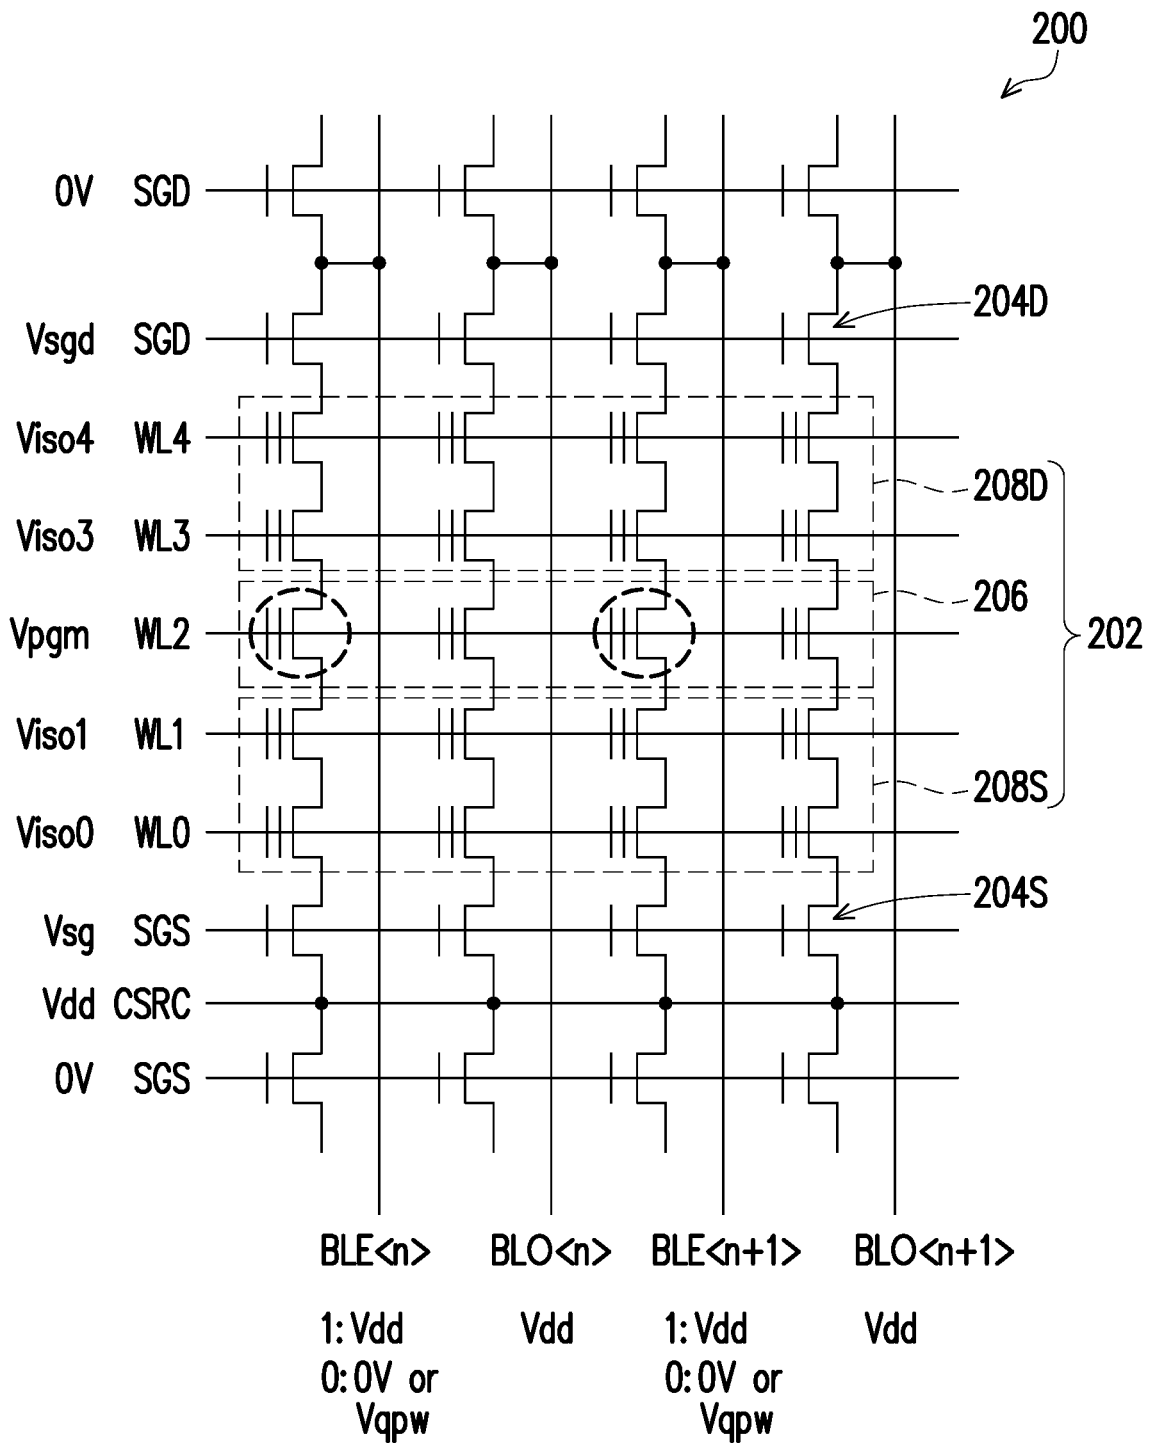 200
0V SGD
204D
Vsgd SGD
Viso4 WL4
208D
Viso3 WL3
206
Vpgm WL2
202
Viso1 WL1
208S
Viso0 WL0
204S
Vsg SGS
Vdd CSRC
0V SGS
BLE<n> BLO<n> BLE<n+1> BLO<n+1>
1: Vdd Vdd 1: Vdd Vdd
0: 0V or 0: 0V or
Vqpw Vqpw